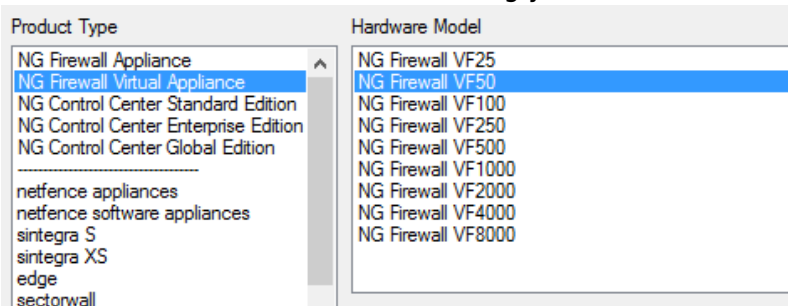 Product Type
NG Firewall Appliance
NG Firewall Virtual Appliance
NG Control Center Standard Edition
NG Control Center Enterprise Edition
NG Control Center Global Edition
------------------------------------
netfence appliances
netfence software appliances
sintegra S
sintegra XS
edge
sectorwall
Hardware Model
NG Firewall VF25
NG Firewall VF50
NG Firewall VF100
NG Firewall VF250
NG Firewall VF500
NG Firewall VF1000
NG Firewall VF2000
NG Firewall VF4000
NG Firewall VF8000